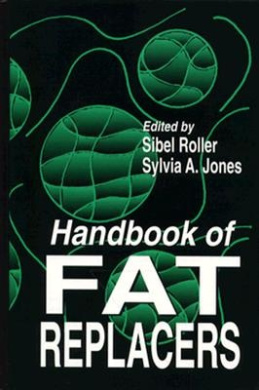 Edited by
Sibel Roller
Sylvia A. Jones
Handbook of
FAT
REPLACERS